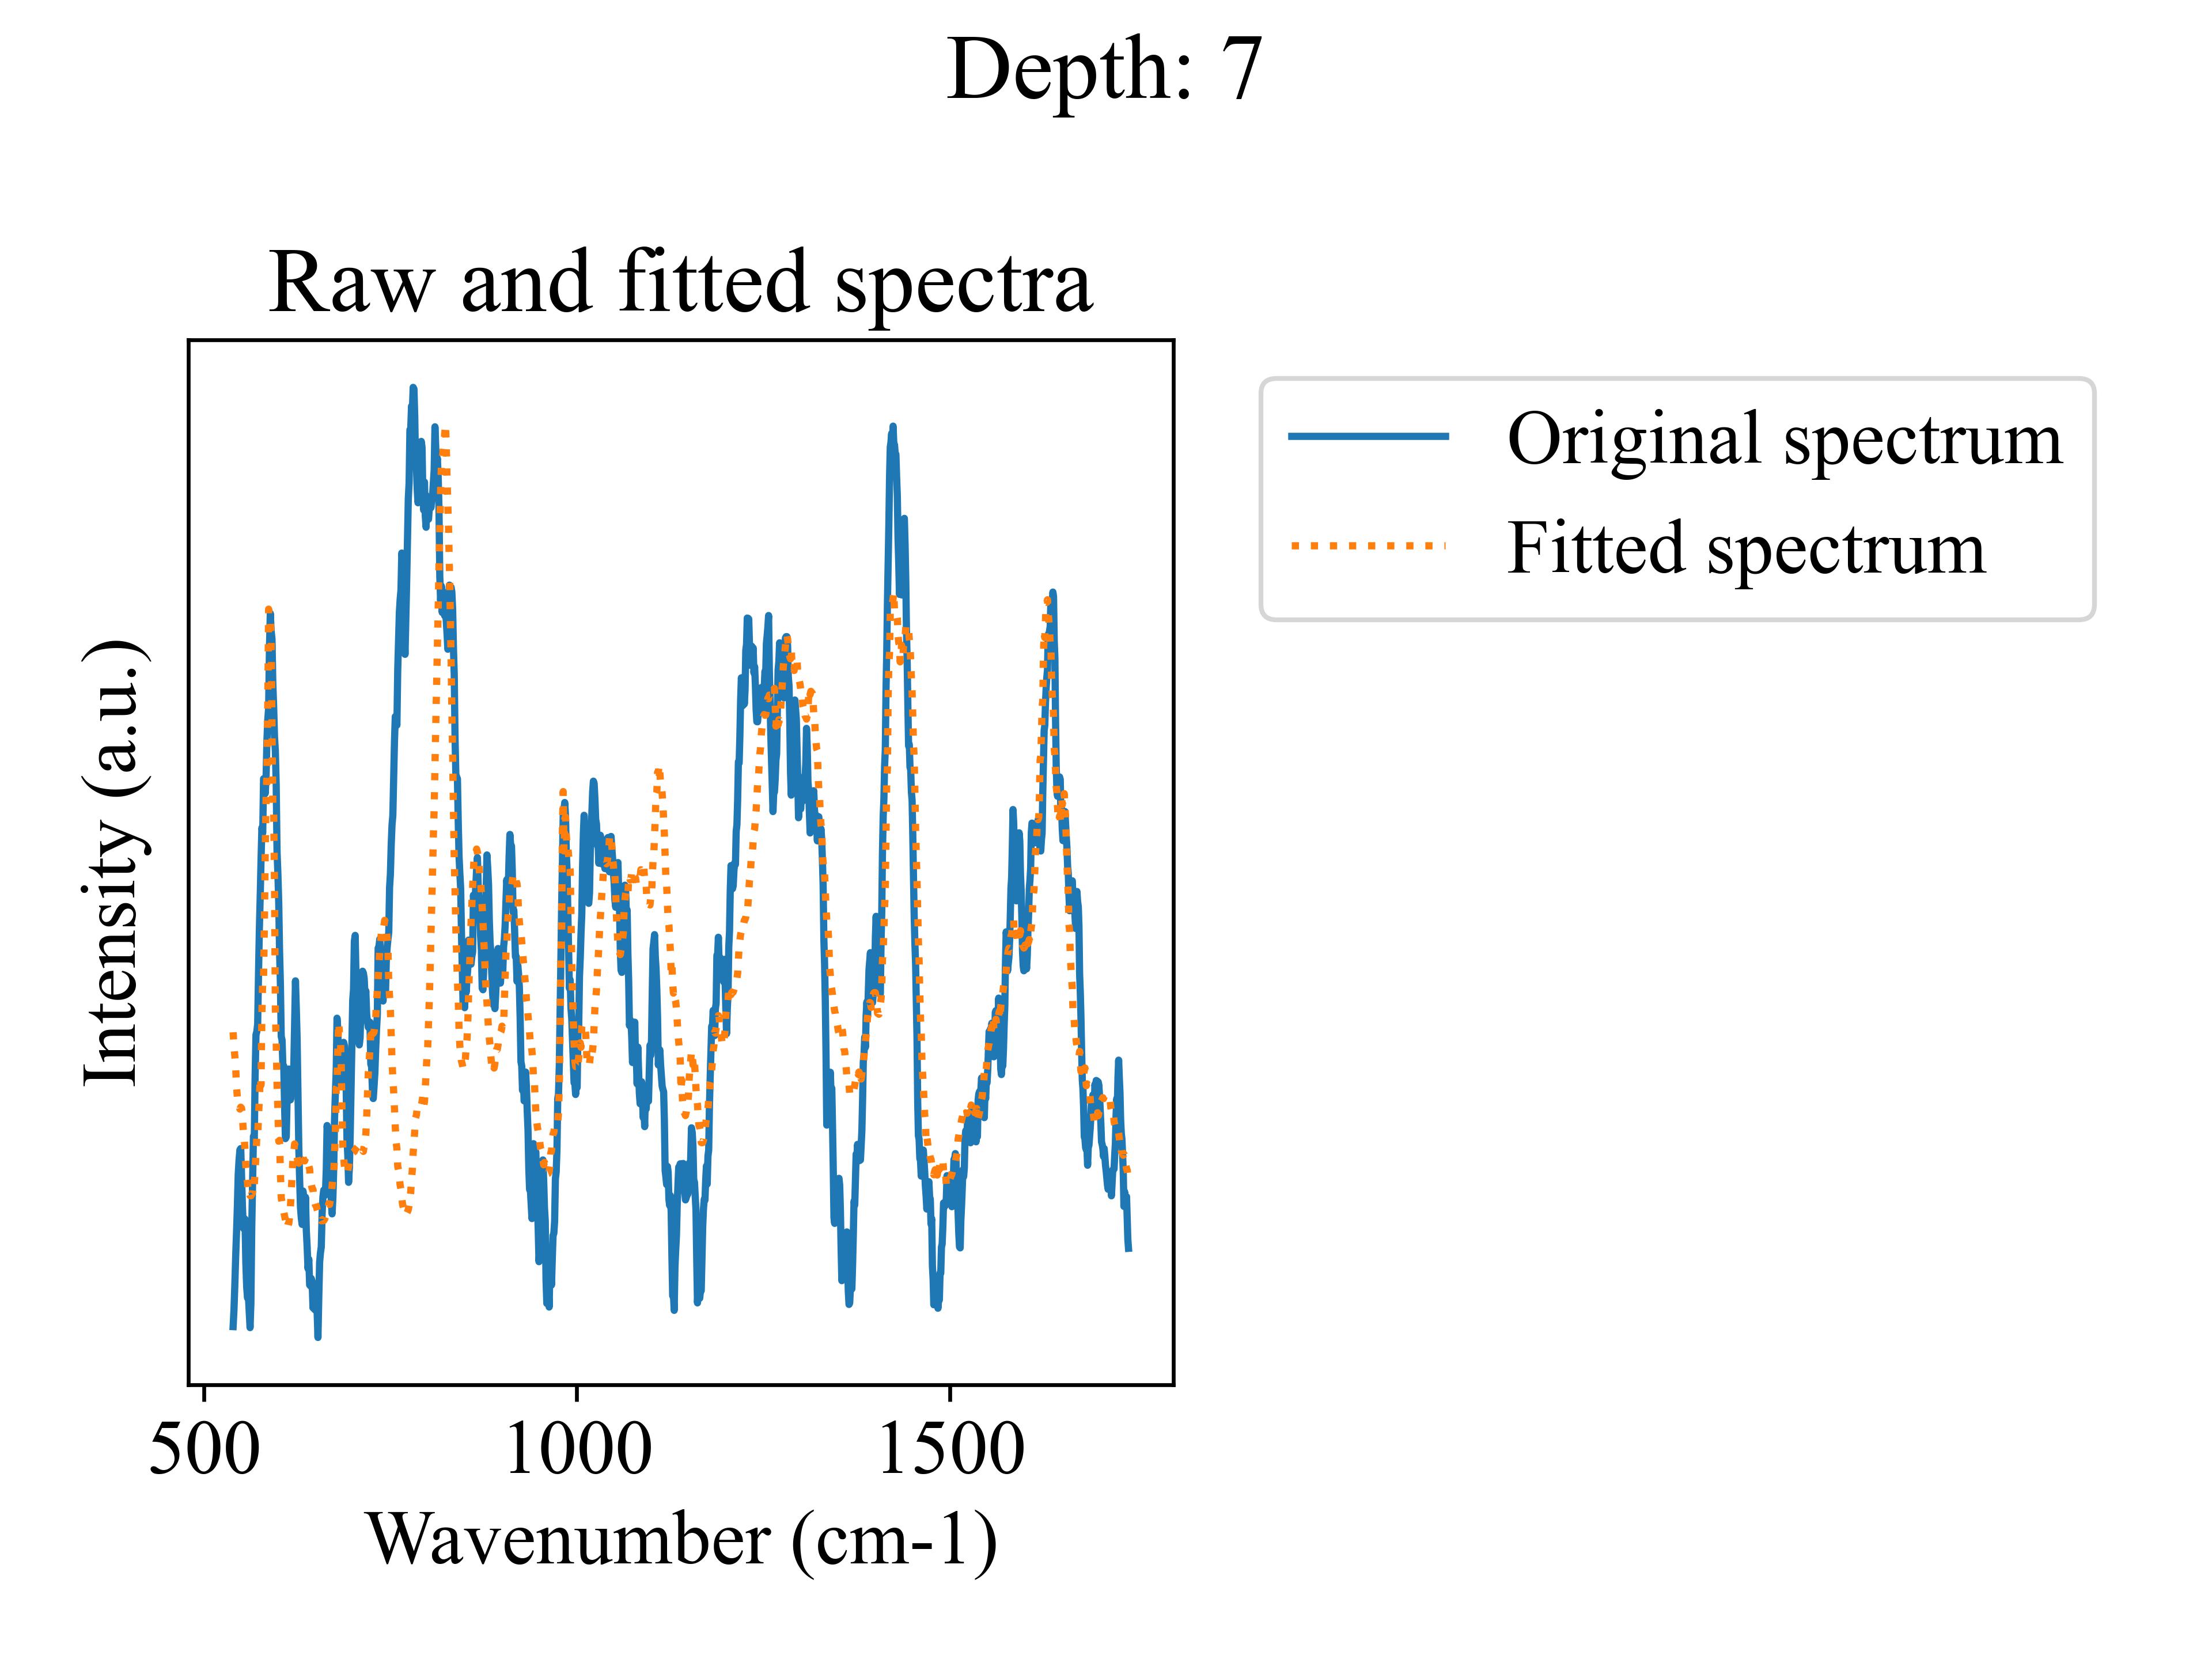 Depth: 7
Raw and fitted spectra
Original spectrum
Fitted spectrum
Intensity (a.u.)
500 1000 1500
Wavenumber (cm-1)